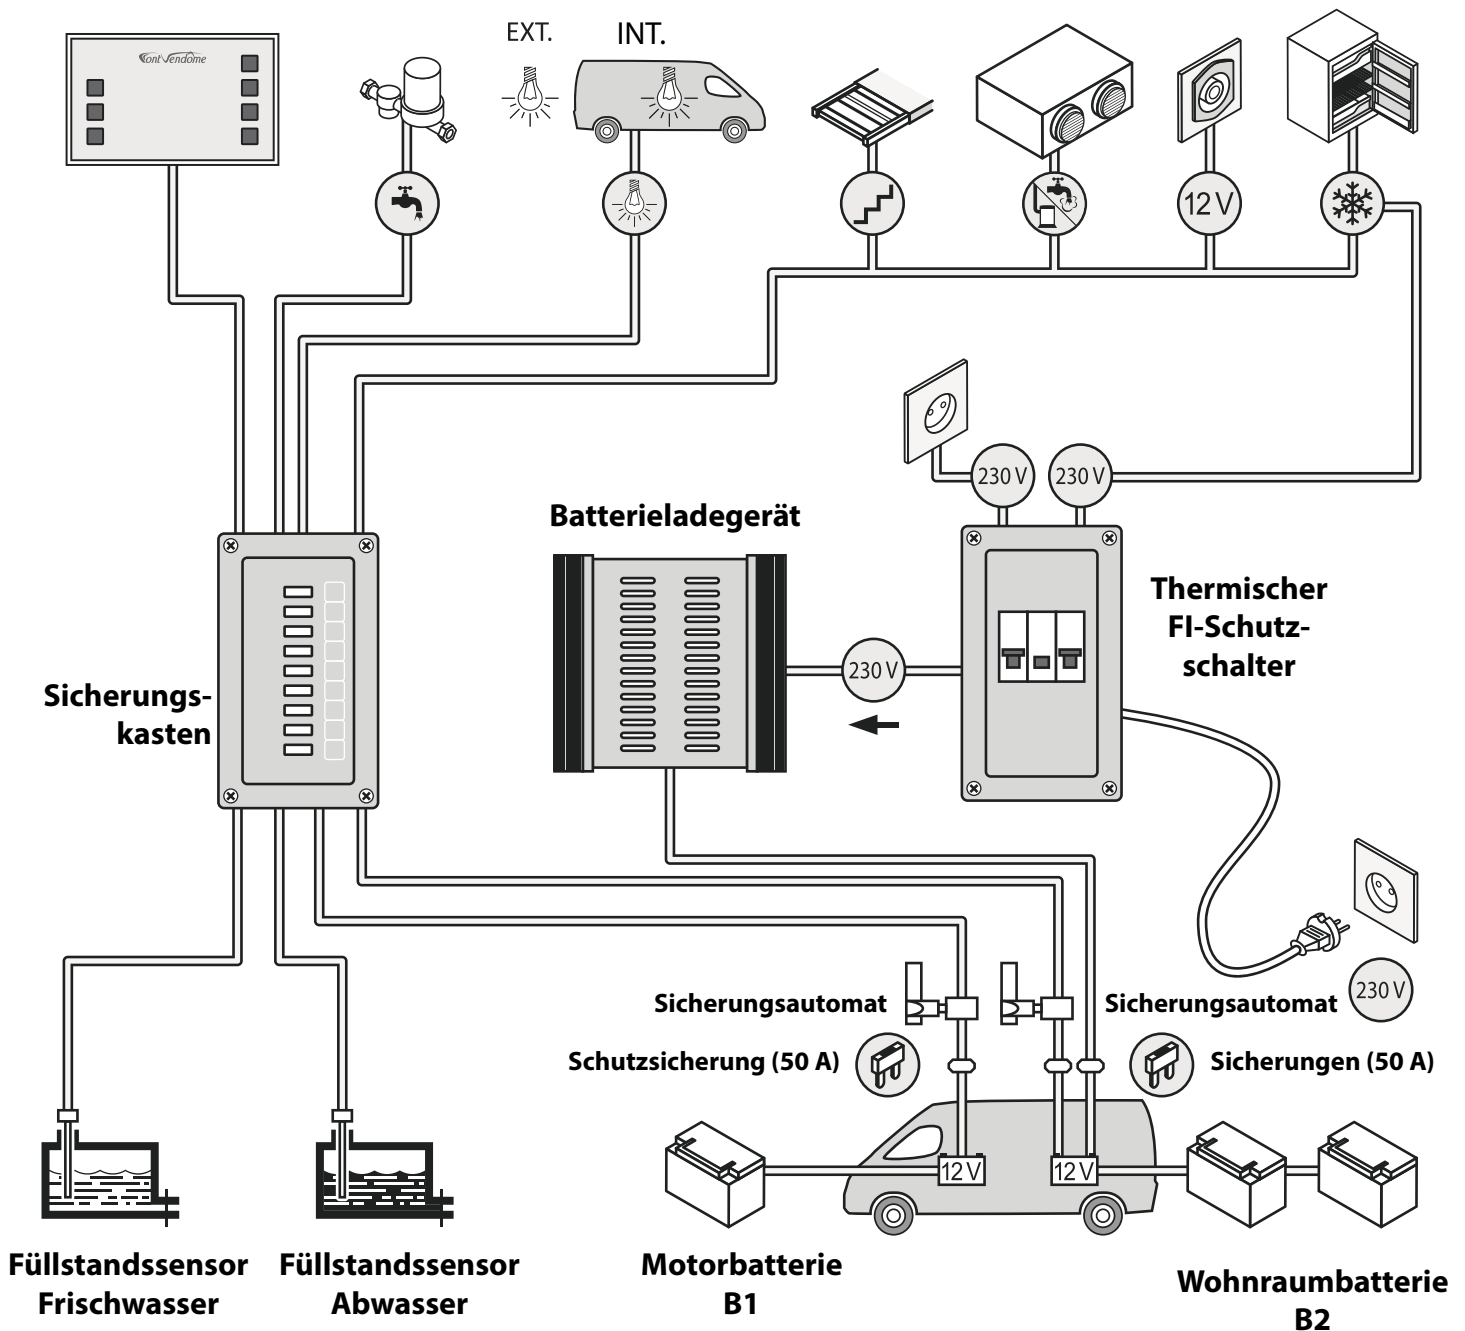 Font Vendôme
EXT.
INT.
12 V
230 V
230 V
Batterieladegerät
Thermischer
FI-Schutz-
schalter
230 V
Sicherungs-
kasten
Sicherungsautomat
Sicherungsautomat
230 V
Schutzsicherung (50 A)
Sicherungen (50 A)
12 V
12 V
Füllstandssensor
Frischwasser
Füllstandssensor
Abwasser
Motorbatterie
B1
Wohnraumbatterie
B2